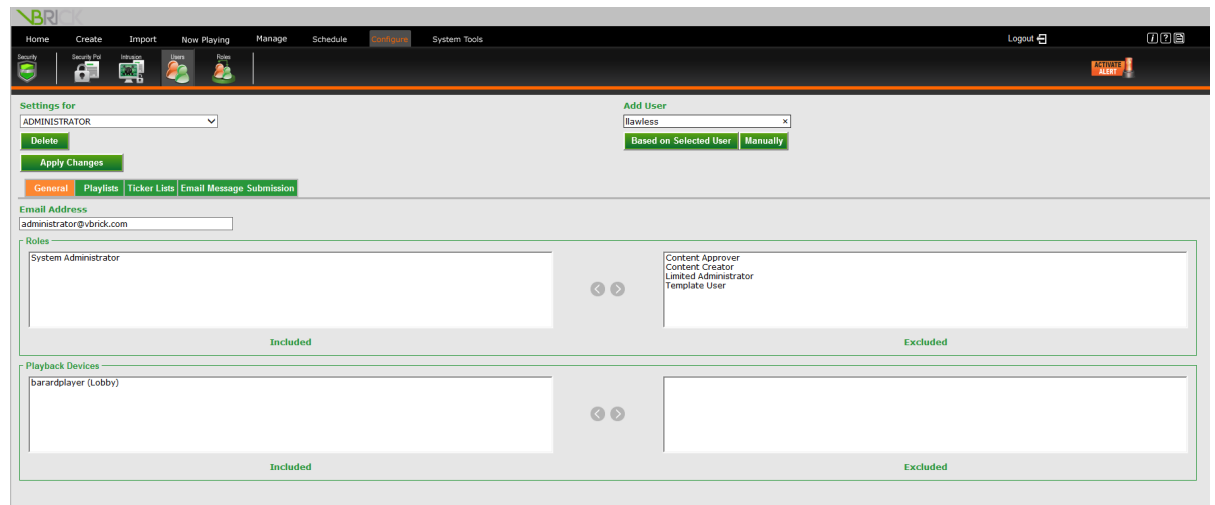 VBRICK
Home Create Import Now Playing Manage Schedule Configure System Tools Logout i ?
Security Security Pol Intrusion Users Roles ACTIVATE ALERT
Settings for Add User
ADMINISTRATOR llawless ×
Delete Based on Selected User Manually
Apply Changes
General Playlists Ticker Lists Email Message Submission
Email Address
administrator@vbrick.com
Roles
System Administrator Content Approver
Content Creator
Limited Administrator
Template User
Included Excluded
Playback Devices
barardplayer (Lobby)
Included Excluded